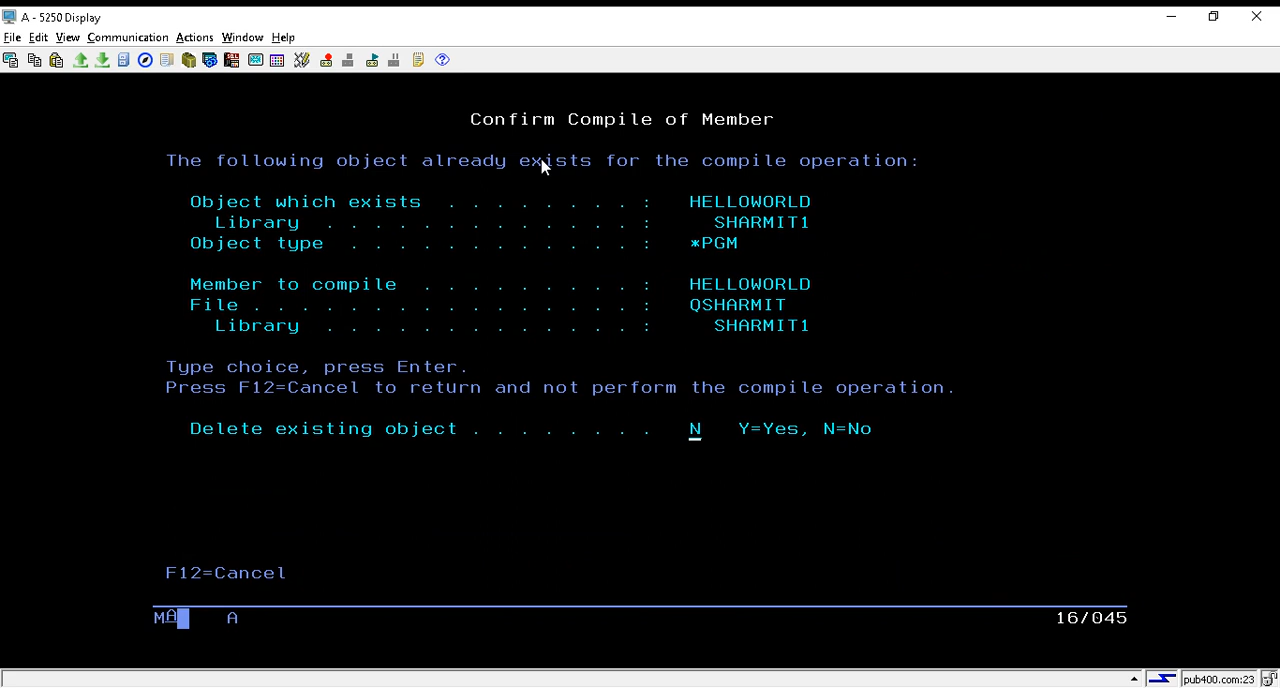 A - 5250 Display
File Edit View Communication Actions Window Help
Confirm Compile of Member
The following object already exists for the compile operation:
Object which exists . . . . . . . . . : HELLOWORLD
Library . . . . . . . . . . . . . . : SHARMIT1
Object type . . . . . . . . . . . . . : *PGM
Member to compile . . . . . . . . . . : HELLOWORLD
File . . . . . . . . . . . . . . . . . : QSHARMIT
Library . . . . . . . . . . . . . . : SHARMIT1
Type choice, press Enter.
Press F12=Cancel to return and not perform the compile operation.
Delete existing object . . . . . . . . N Y=Yes, N=No
F12=Cancel
MA A 16/045
pub400.com:23